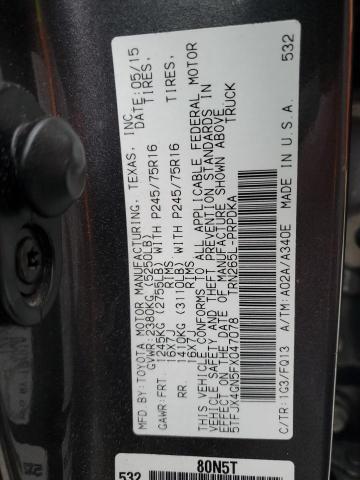 MFD. BY:TOYOTA MOTOR MANUFACTURING, TEXAS, INC.
DATE:05/15
GVWR:2380KG (5250LB)
GAWR:FRT. 1245KG (2755LB) WITH P245/75R16 TIRES,
16X7J RIMS
RR. 1410KG (3110LB) WITH P245/75R16 TIRES,
16X7J RIMS
THIS VEHICLE CONFORMS TO ALL APPLICABLE FEDERAL MOTOR
VEHICLE SAFETY AND THEFT PREVENTION STANDARDS IN
EFFECT ON THE DATE OF MANUFACTURE SHOWN ABOVE.
5TFJX4GN5FX047078 TRUCK
TRN265L-PRPDKA
C/TR:1G3/FQ13 A/TM:A02A/A340E MADE IN U.S.A. 532
532 80N5T